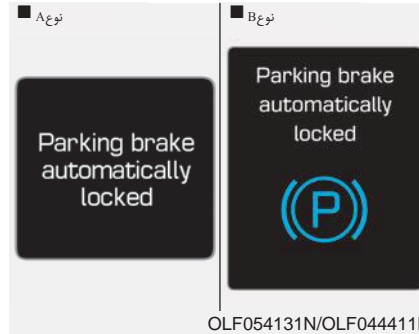 ■ نوعA
Parking brake
automatically
locked
■ نوعB
Parking brake
automatically
locked
P
OLF054131N/OLF044411